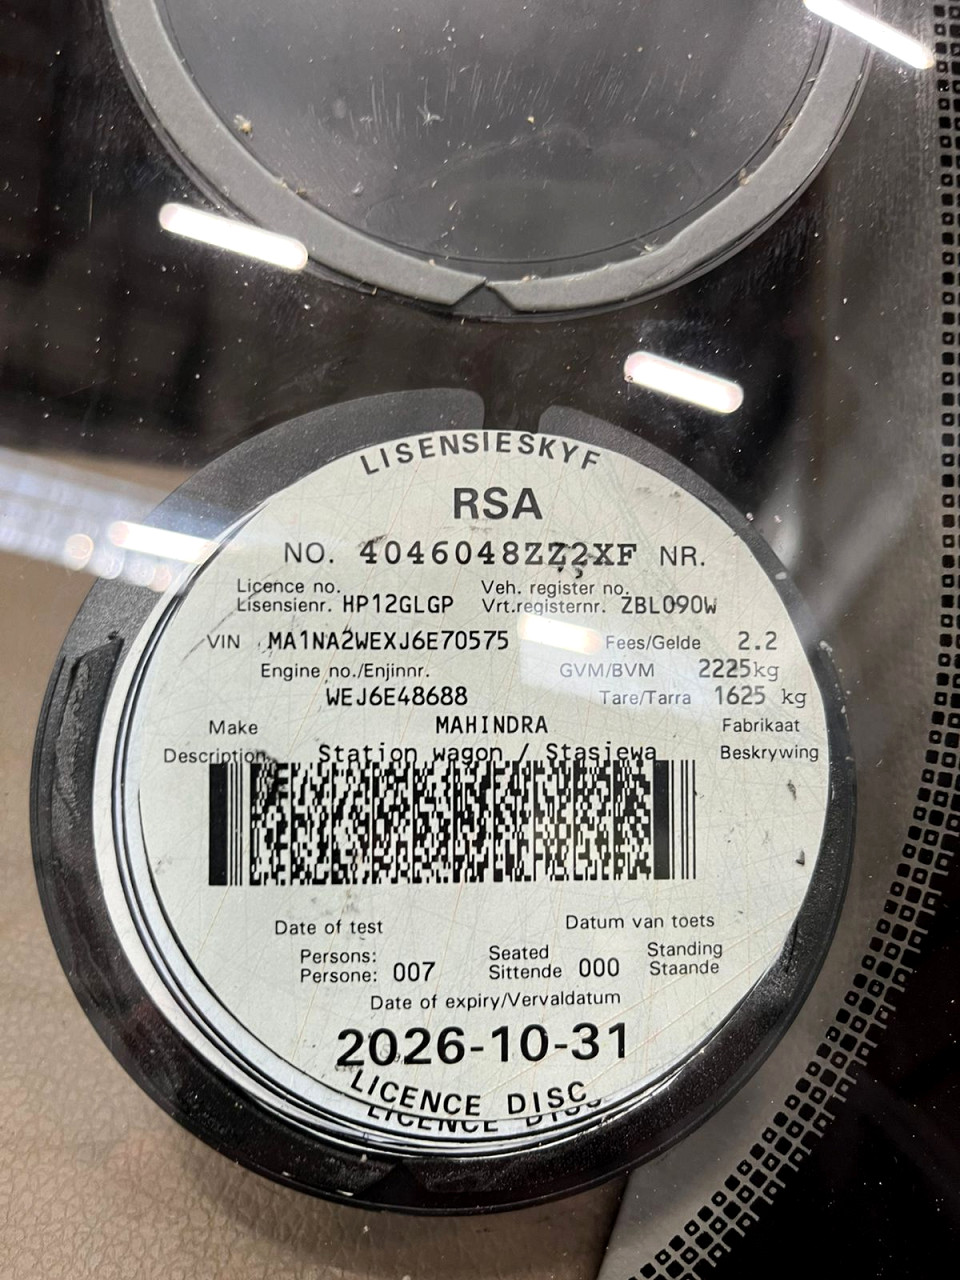 LISENSIESKYF
RSA
NO. 4046048ZZ2XF NR.
Licence no. Veh. register no.
Lisensienr. HP12GLGP Vrt.registernr. ZBL090W
VIN MA1NA2WEXJ6E70575 Fees/Gelde 2.2
Engine no./Enjinnr. GVM/BVM 2225kg
WEJ6E48688 Tare/Tarra 1625 kg
Make MAHINDRA Fabrikaat
Description Station wagon / Stasiewa Beskrywing
Date of test Datum van toets
Persons: Seated Standing
Persone: 007 Sittende 000 Staande
Date of expiry/Vervaldatum
2026-10-31
LICENCE DISC
LICENCE DISC